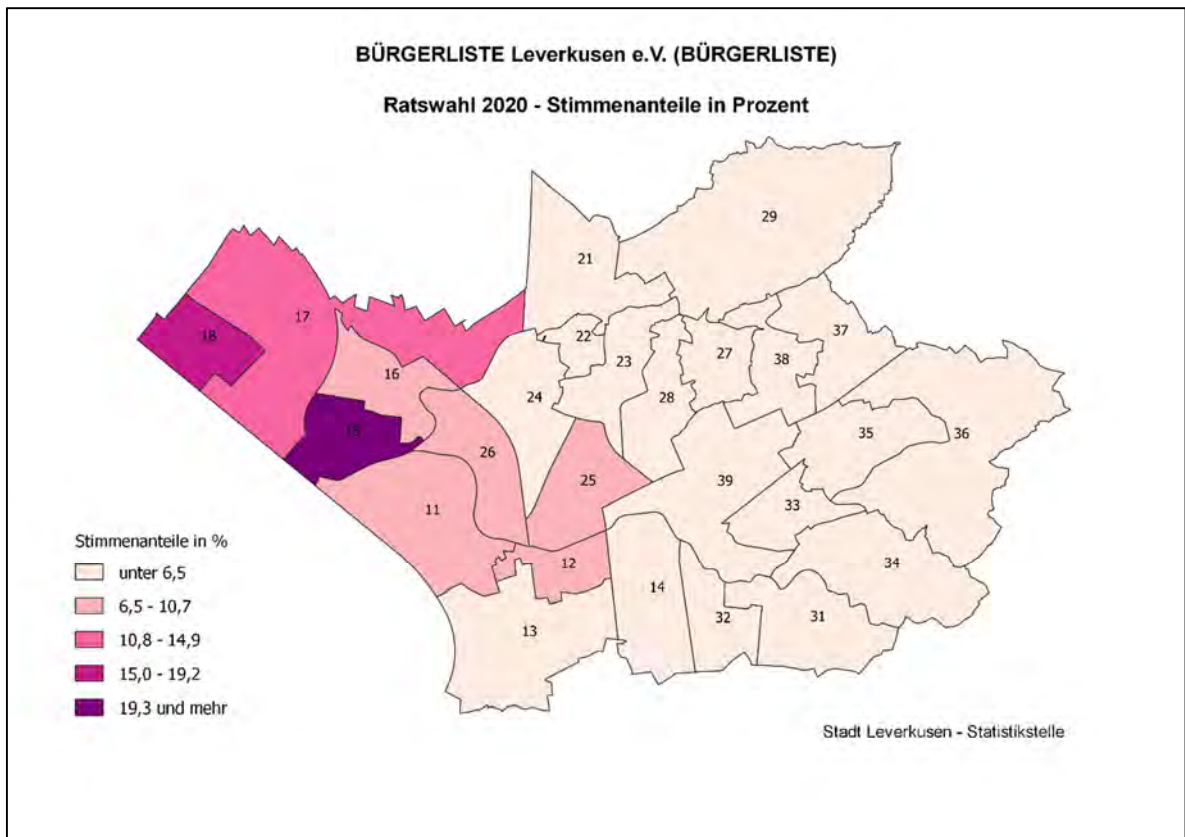 BÜRGERLISTE Leverkusen e.V. (BÜRGERLISTE)
Ratswahl 2020 - Stimmenanteile in Prozent
29
21
17
18
22
23
27
38
37
16
24
28
35
36
15
26
25
39
33
11
12
34
14
32
31
13
Stimmenanteile in %
unter 6,5
6,5 - 10,7
10,8 - 14,9
15,0 - 19,2
19,3 und mehr
Stadt Leverkusen - Statistikstelle